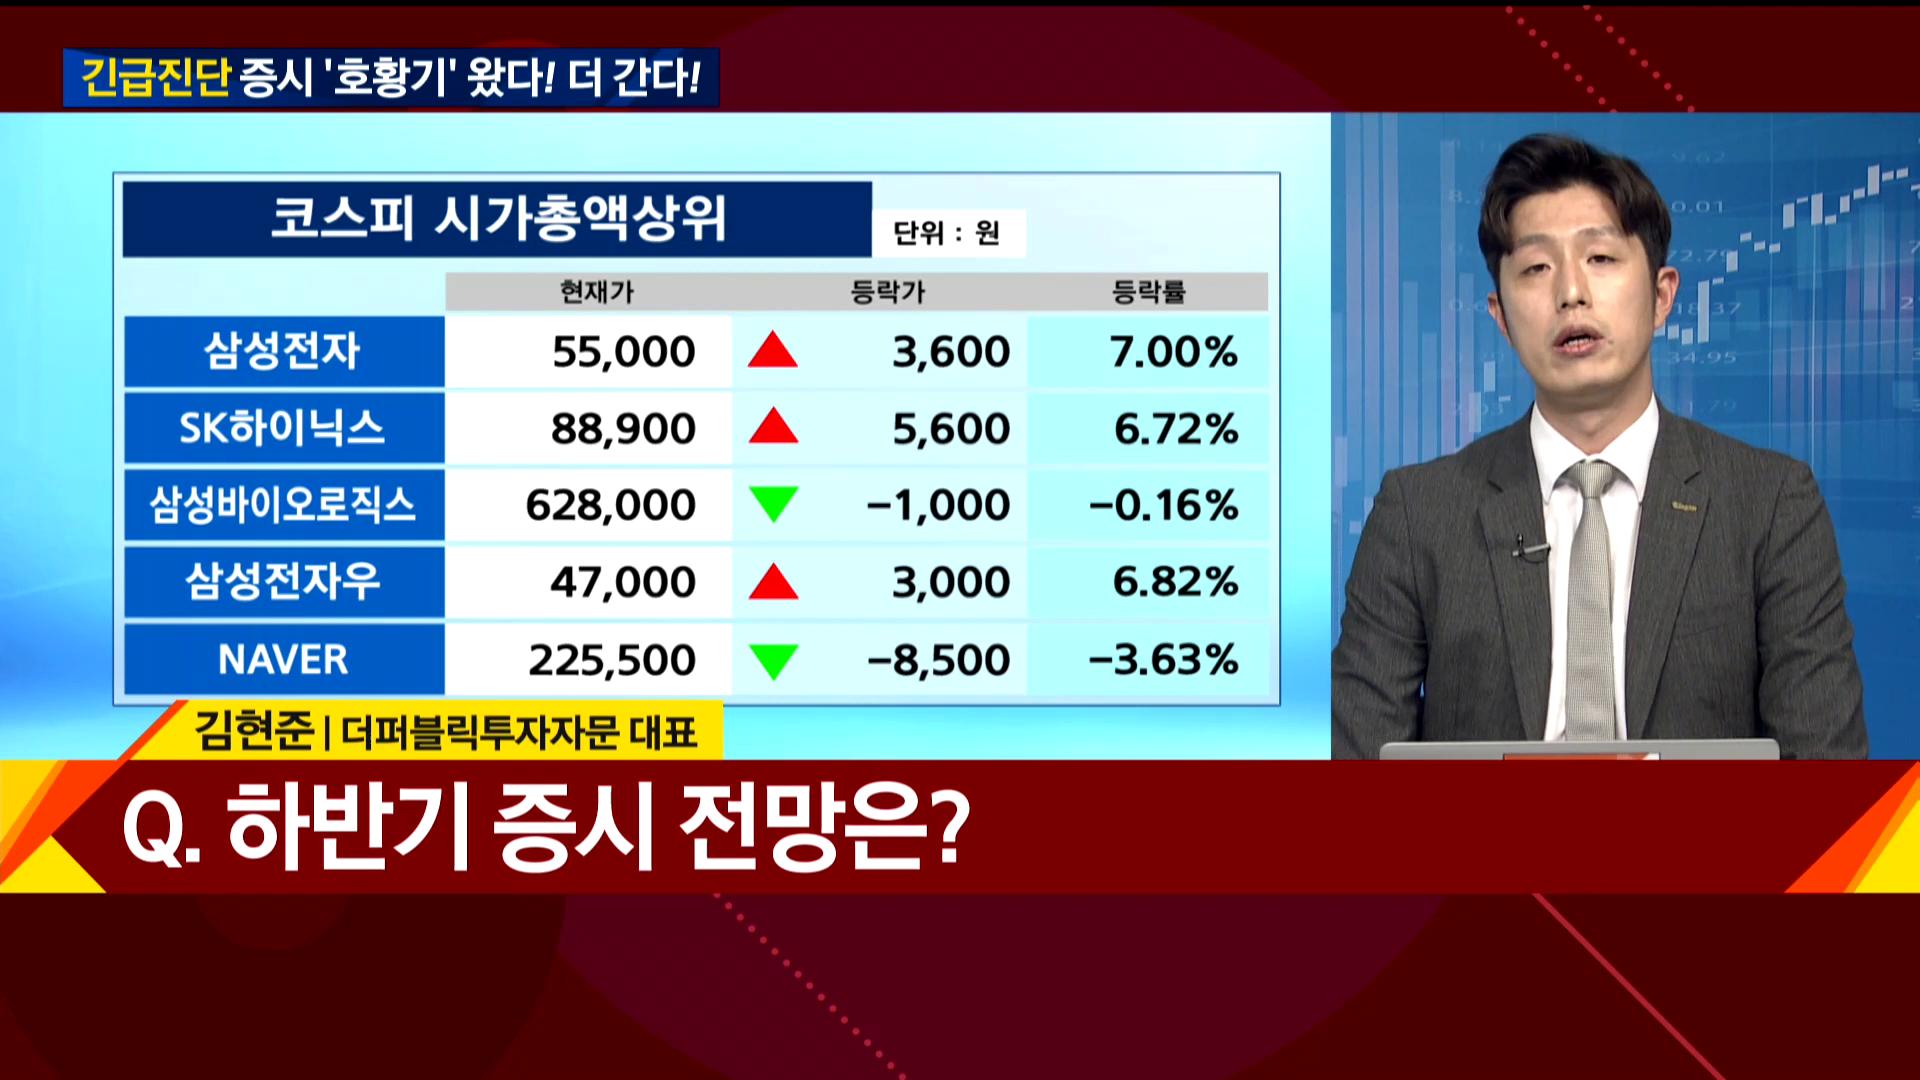 긴급진단 증시 '호황기' 왔다! 더 간다!
코스피 시가총액상위
단위 : 원
현재가 등락가 등락률
삼성전자 55,000 ▲ 3,600 7.00%
SK하이닉스 88,900 ▲ 5,600 6.72%
삼성바이오로직스 628,000 ▼ -1,000 -0.16%
삼성전자우 47,000 ▲ 3,000 6.82%
NAVER 225,500 ▼ -8,500 -3.63%
김현준 | 더퍼블릭투자자문 대표
Q. 하반기 증시 전망은?